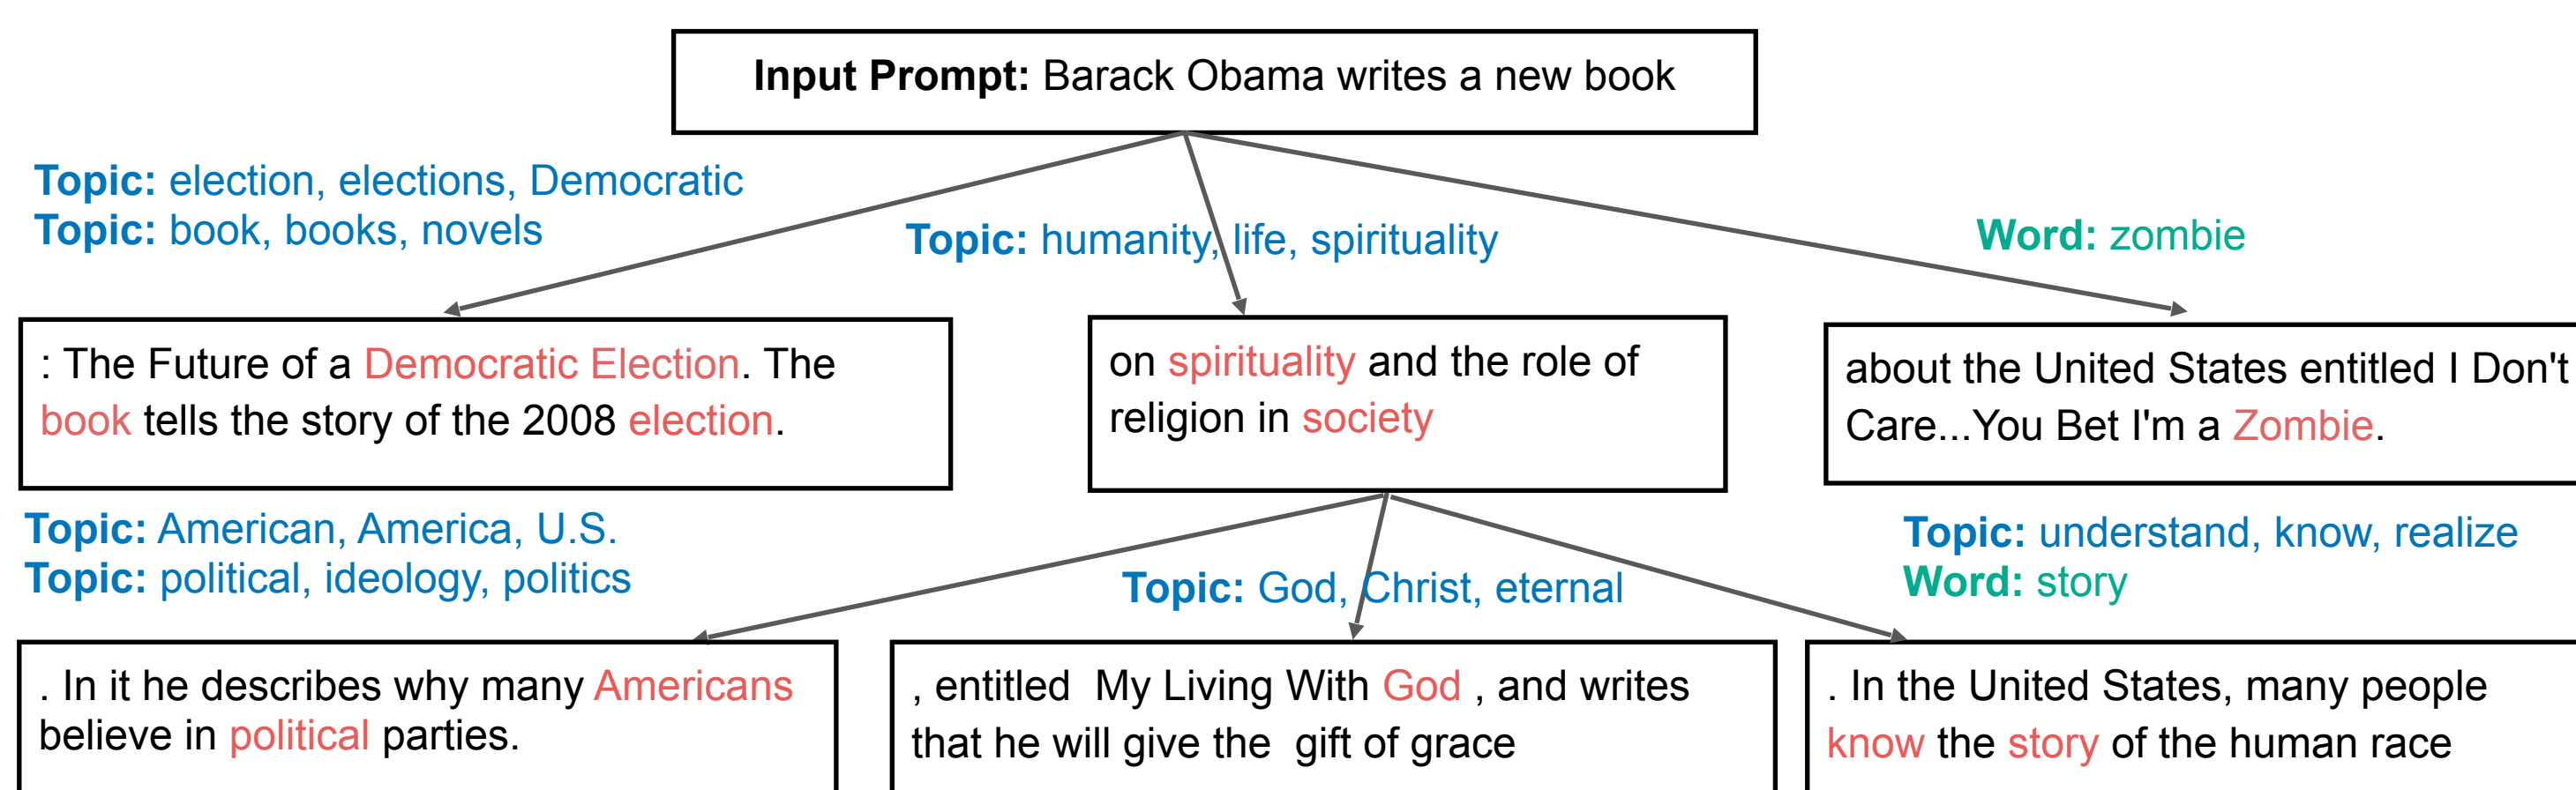 Input Prompt: Barack Obama writes a new book
Topic: election, elections, Democratic
Topic: book, books, novels
Topic: humanity, life, spirituality
Word: zombie
: The Future of a Democratic Election. The
book tells the story of the 2008 election.
on spirituality and the role of
religion in society
about the United States entitled I Don't
Care...You Bet I'm a Zombie.
Topic: American, America, U.S.
Topic: political, ideology, politics
Topic: God, Christ, eternal
Topic: understand, know, realize
Word: story
. In it he describes why many Americans
believe in political parties.
, entitled My Living With God , and writes
that he will give the gift of grace
. In the United States, many people
know the story of the human race